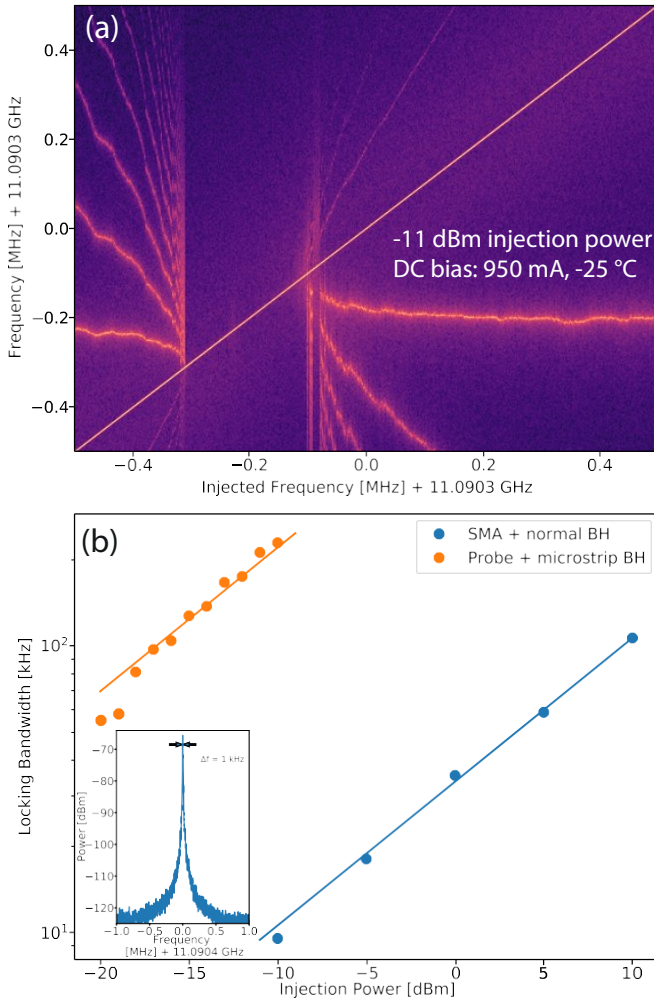 (a)
0.4
0.2
0.0
−0.2
−0.4
Frequency [MHz] + 11.0903 GHz
-11 dBm injection power
DC bias: 950 mA, -25 °C
−0.4 −0.2 0.0 0.2 0.4
Injected Frequency [MHz] + 11.0903 GHz
(b)
SMA + normal BH
Probe + microstrip BH
10²
10¹
Locking Bandwidth [kHz]
−70
−80
−90
−100
−110
−120
Power [dBm]
Δf = 1 kHz
−1.0 −0.5 0.0 0.5 1.0
Frequency
[MHz] + 11.0904 GHz
−20 −15 −10 −5 0 5 10
Injection Power [dBm]